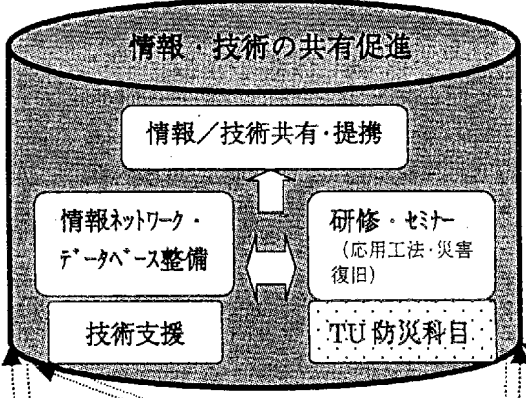 情報・技術の共有促進
情報／技術共有・提携
情報ﾈｯﾄﾜｰｸ・
ﾃﾞｰﾀﾍﾞｰｽ整備
研修・ｾﾐﾅｰ
（応用工法・災害
復旧）
技術支援
TU 防災科目